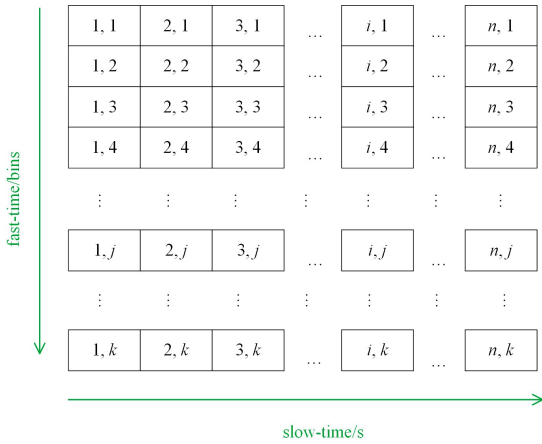 1, 1 2, 1 3, 1 ... i, 1 ... n, 1
1, 2 2, 2 3, 2 ... i, 2 ... n, 2
1, 3 2, 3 3, 3 ... i, 3 ... n, 3
1, 4 2, 4 3, 4 ... i, 4 ... n, 4
⋮ ⋮ ⋮ ⋮ ⋮ ⋮ ⋮
1, j 2, j 3, j ... i, j ... n, j
⋮ ⋮ ⋮ ⋮ ⋮ ⋮ ⋮
1, k 2, k 3, k ... i, k ... n, k
fast-time/bins
slow-time/s